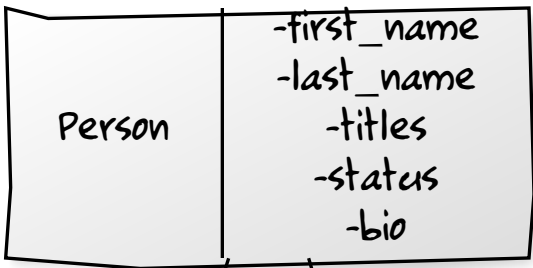 Person
-first_name
-last_name
-titles
-status
-bio